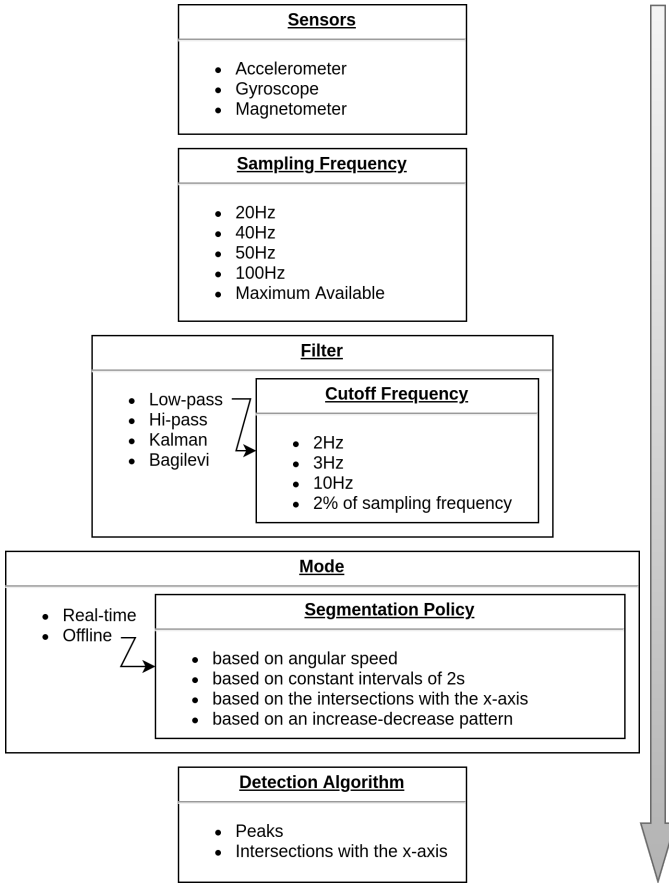 Sensors
Accelerometer
Gyroscope
Magnetometer
Sampling Frequency
20Hz
40Hz
50Hz
100Hz
Maximum Available
Filter
Low-pass
Hi-pass
Kalman
Bagilevi
Cutoff Frequency
2Hz
3Hz
10Hz
2% of sampling frequency
Mode
Real-time
Offline
Segmentation Policy
based on angular speed
based on constant intervals of 2s
based on the intersections with the x-axis
based on an increase-decrease pattern
Detection Algorithm
Peaks
Intersections with the x-axis